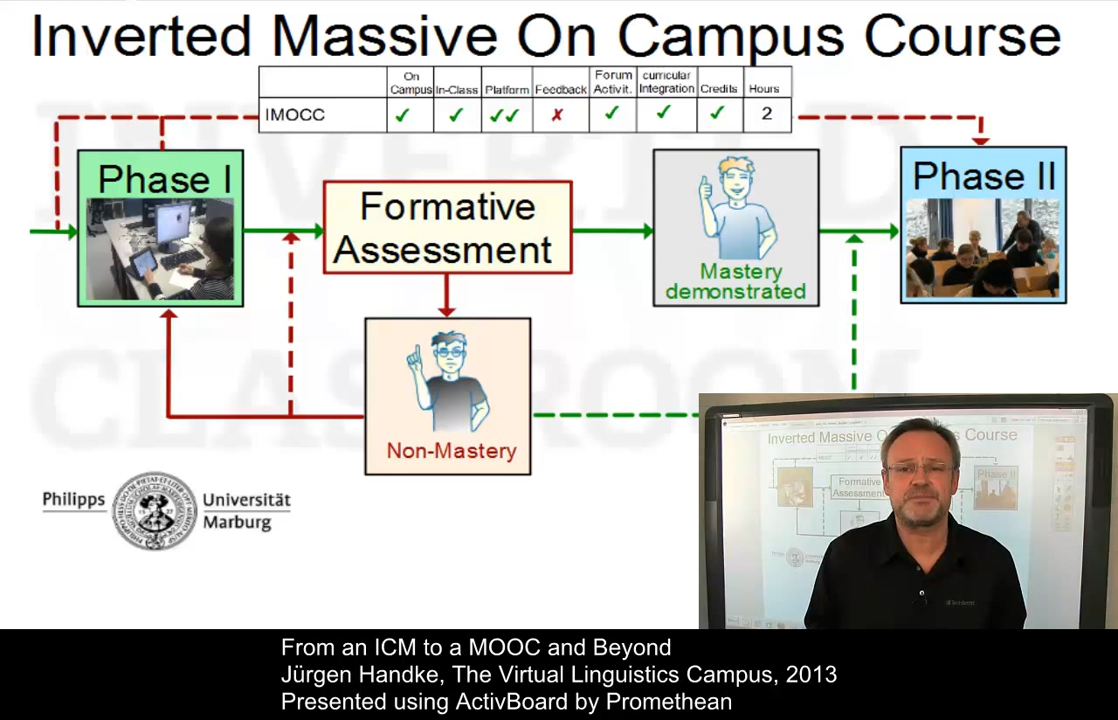 Inverted Massive On Campus Course
On Campus In-Class Platform Feedback Forum Activit. curricular Integration Credits Hours
IMOCC ✓ ✓ ✓✓ ✗ ✓ ✓ ✓ 2
INVERTED
CLASSROOM
Phase I
Formative
Assessment
Mastery
demonstrated
Phase II
Non-Mastery
Philipps Universität
Marburg
Inverted Massive On Course
Formative
Assessment
Phase II
From an ICM to a MOOC and Beyond
Jürgen Handke, The Virtual Linguistics Campus, 2013
Presented using ActivBoard by Promethean